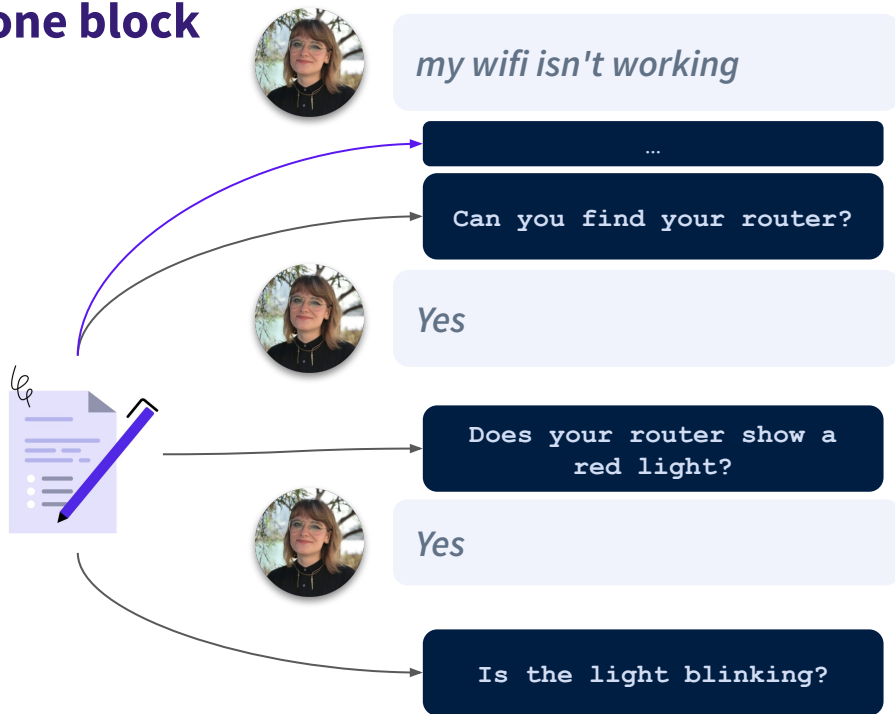 one block
my wifi isn't working
…
Can you find your router?
Yes
Does your router show a
red light?
Yes
Is the light blinking?